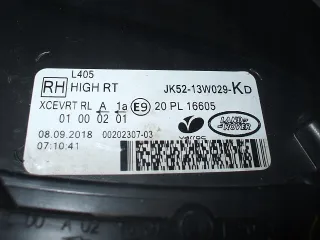 L405
RH HIGH RT JK52-13W029-KD
XCEVRT RL A 1a E9 20 PL 16605
01 00 02 01
08.09.2018 00202307-03
07:10:41 varroc LAND ROVER